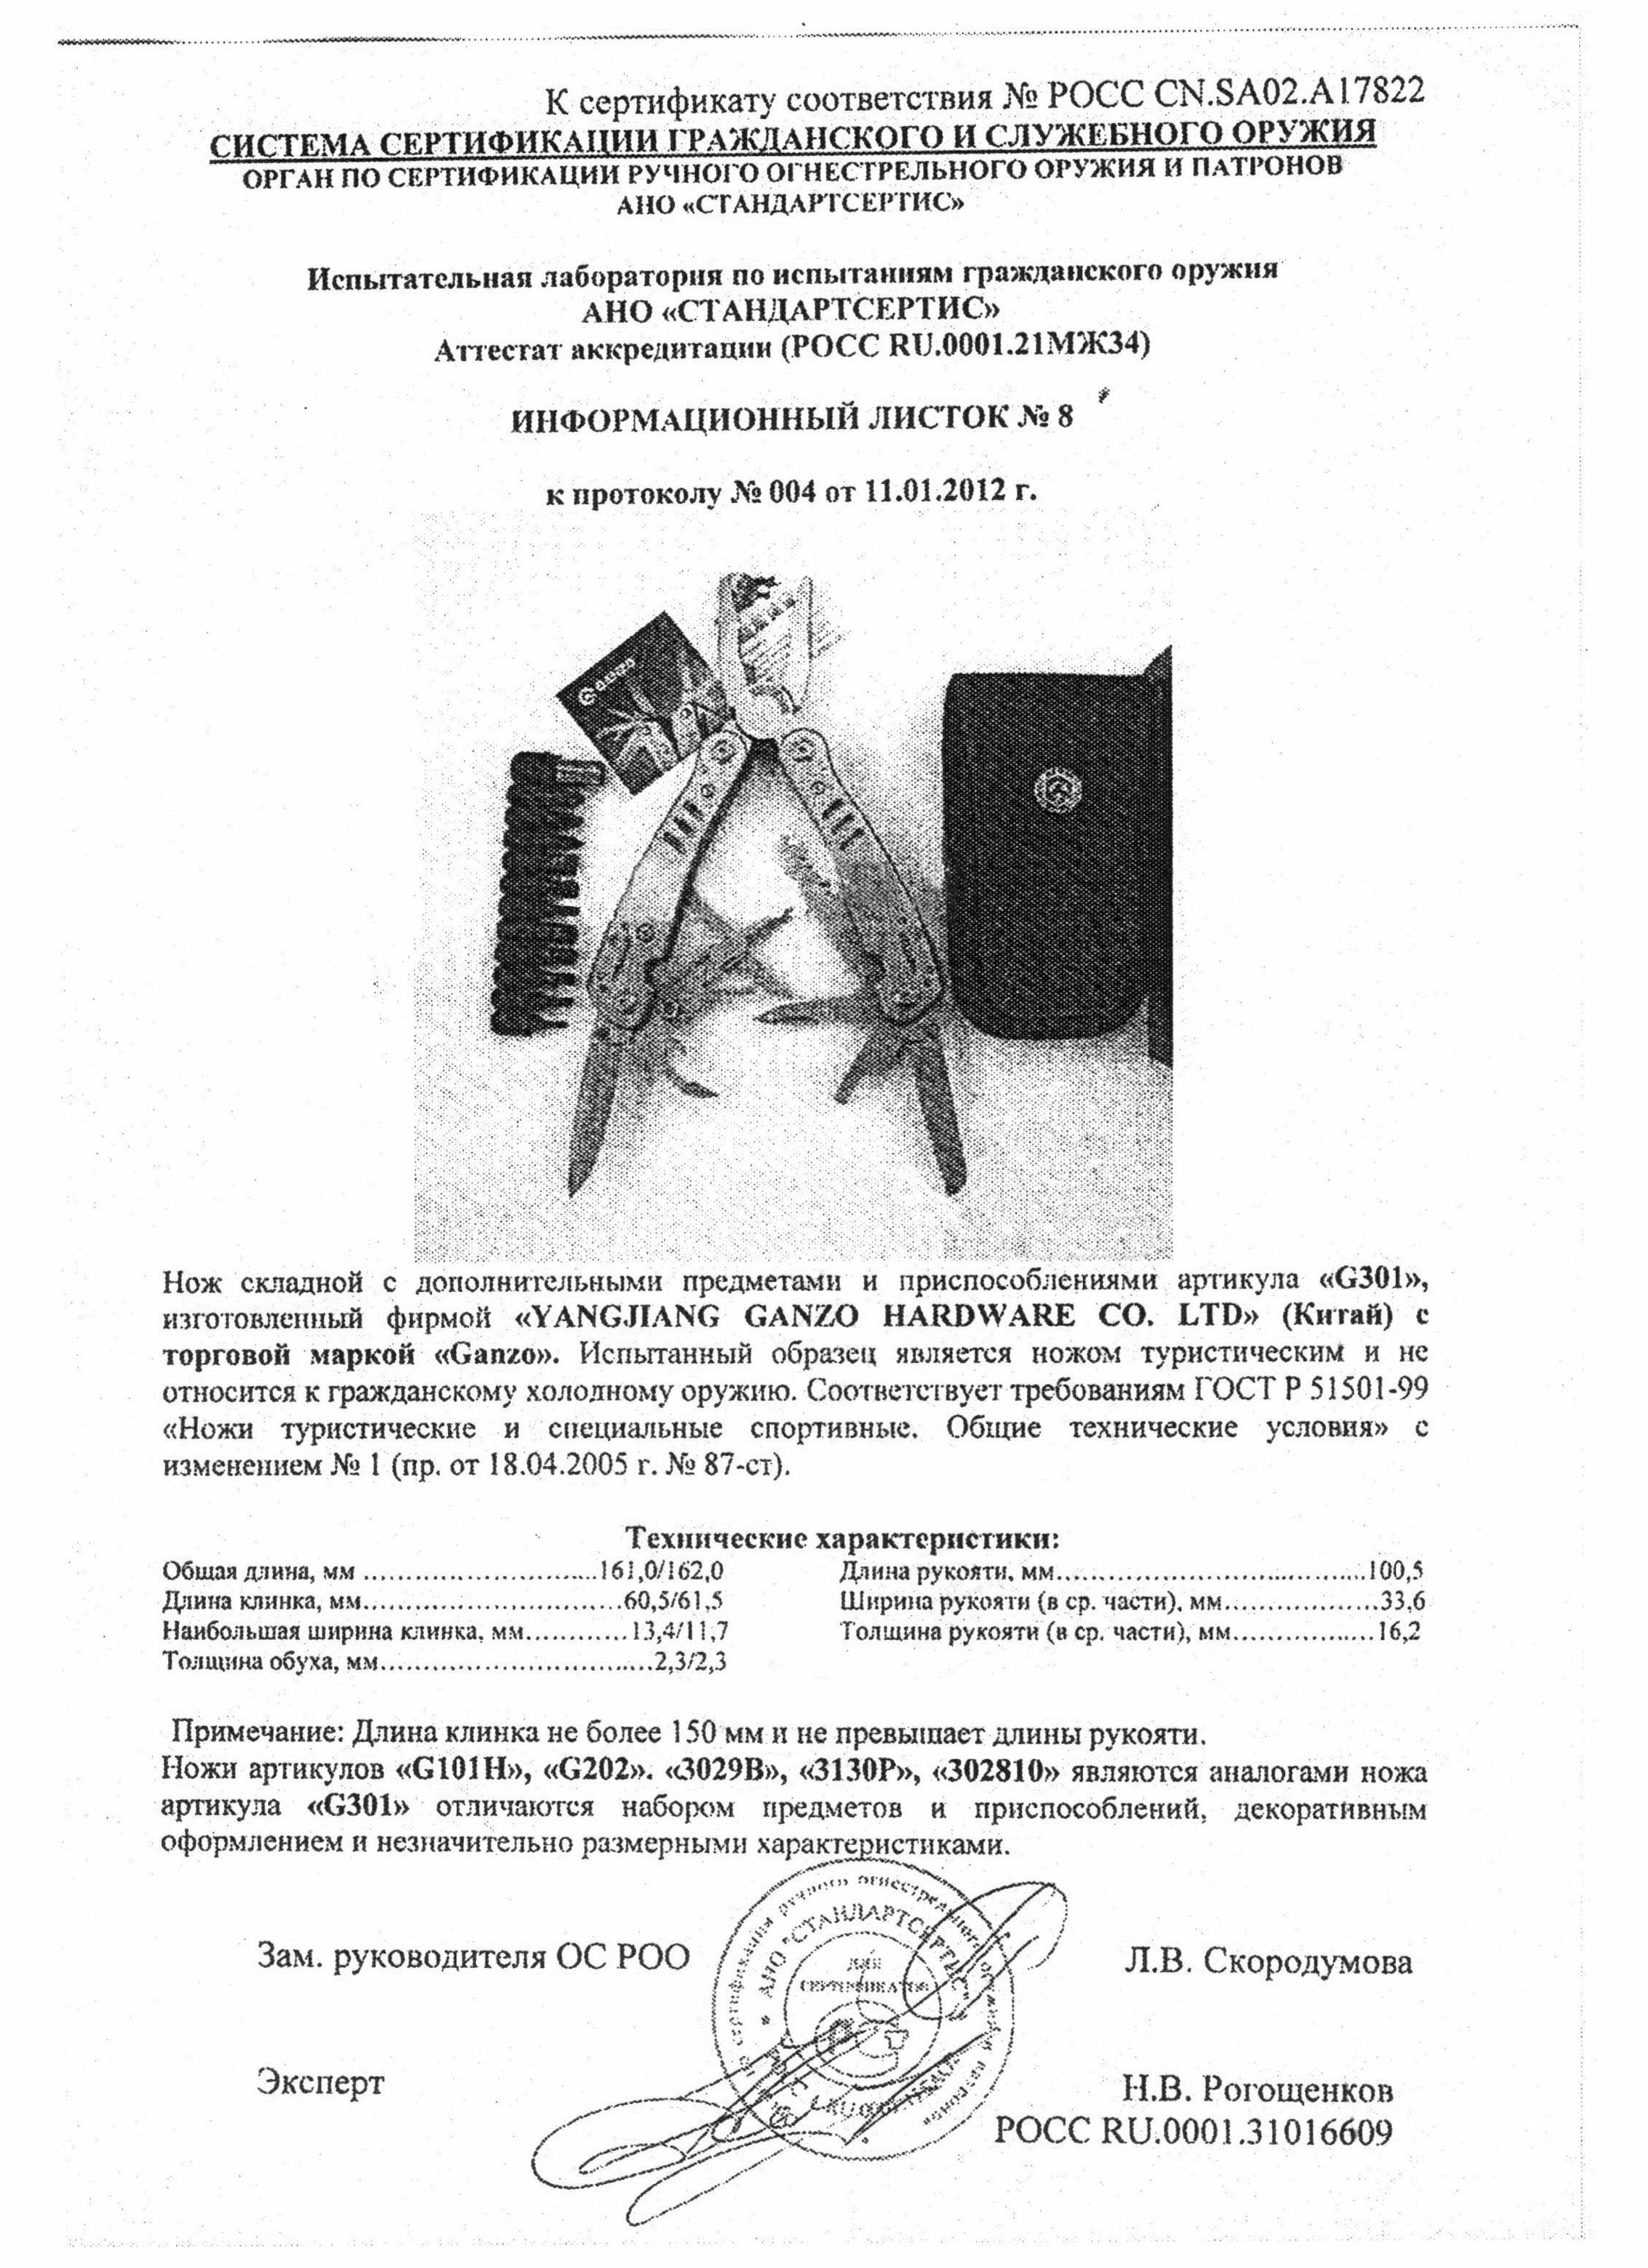 К сертификату соответствия № РОСС CN.SA02.A17822
СИСТЕМА СЕРТИФИКАЦИИ ГРАЖДАНСКОГО И СЛУЖЕБНОГО ОРУЖИЯ
ОРГАН ПО СЕРТИФИКАЦИИ РУЧНОГО ОГНЕСТРЕЛЬНОГО ОРУЖИЯ И ПАТРОНОВ
АНО «СТАНДАРТСЕРТИС»
Испытательная лаборатория по испытаниям гражданского оружия
АНО «СТАНДАРТСЕРТИС»
Аттестат аккредитации (РОСС RU.0001.21МЖ34)
ИНФОРМАЦИОННЫЙ ЛИСТОК № 8
к протоколу № 004 от 11.01.2012 г.
GANZO
Нож складной с дополнительными предметами и приспособлениями артикула «G301»,
изготовленный фирмой «YANGJIANG GANZO HARDWARE CO. LTD» (Китай) с
торговой маркой «Ganzo». Испытанный образец является ножом туристическим и не
относится к гражданскому холодному оружию. Соответствует требованиям ГОСТ Р 51501-99
«Ножи туристические и специальные спортивные. Общие технические условия» с
изменением № 1 (пр. от 18.04.2005 г. № 87-ст).
Технические характеристики:
Общая длина, мм ...........................161,0/162,0 Длина рукояти, мм....................................100,5
Длина клинка, мм..............................60,5/61,5 Ширина рукояти (в ср. части), мм..................33,6
Наибольшая ширина клинка, мм............13,4/11,7 Толщина рукояти (в ср. части), мм.................16,2
Толщина обуха, мм................................2,3/2,3
Примечание: Длина клинка не более 150 мм и не превышает длины рукояти.
Ножи артикулов «G101H», «G202». «3029B», «3130P», «302810» являются аналогами ножа
артикула «G301» отличаются набором предметов и приспособлений, декоративным
оформлением и незначительно размерными характеристиками.
Зам. руководителя ОС РОО Л.В. Скородумова
АНО "СТАНДАРТСЕРТИС"
ДЛЯ
СЕРТИФИКАТОВ
Эксперт Н.В. Рогощенков
РОСС RU.0001.31016609